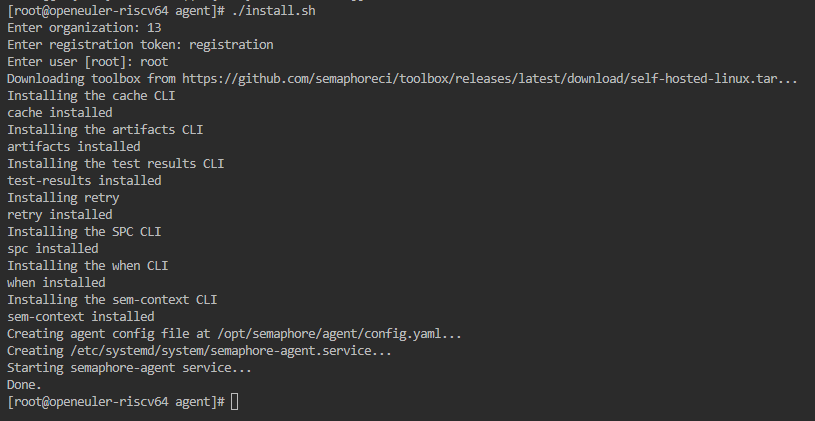 [root@openeuler-riscv64 agent]# ./install.sh
Enter organization: 13
Enter registration token: registration
Enter user [root]: root
Downloading toolbox from https://github.com/semaphoreci/toolbox/releases/latest/download/self-hosted-linux.tar...
Installing the cache CLI
cache installed
Installing the artifacts CLI
artifacts installed
Installing the test results CLI
test-results installed
Installing retry
retry installed
Installing the SPC CLI
spc installed
Installing the when CLI
when installed
Installing the sem-context CLI
sem-context installed
Creating agent config file at /opt/semaphore/agent/config.yaml...
Creating /etc/systemd/system/semaphore-agent.service...
Starting semaphore-agent service...
Done.
[root@openeuler-riscv64 agent]#